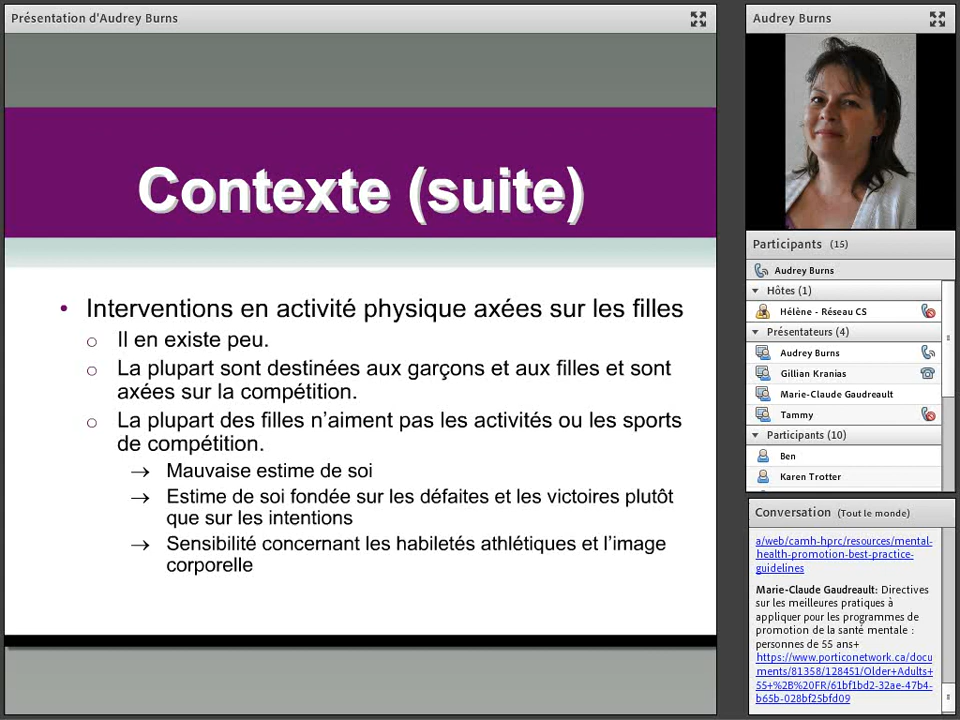 Présentation d'Audrey Burns
Contexte (suite)
• Interventions en activité physique axées sur les filles
o Il en existe peu.
o La plupart sont destinées aux garçons et aux filles et sont
axées sur la compétition.
o La plupart des filles n'aiment pas les activités ou les sports
de compétition.
→ Mauvaise estime de soi
→ Estime de soi fondée sur les défaites et les victoires plutôt
que sur les intentions
→ Sensibilité concernant les habiletés athlétiques et l'image
corporelle
Audrey Burns
Participants (15)
Audrey Burns
Hôtes (1)
Hélène - Réseau CS
Présentateurs (4)
Audrey Burns
Gillian Kranias
Marie-Claude Gaudreault
Tammy
Participants (10)
Ben
Karen Trotter
Conversation (Tout le monde)
a/web/camh-hprc/resources/mental-
health-promotion-best-practice-
guidelines
Marie-Claude Gaudreault: Directives
sur les meilleures pratiques à
appliquer pour les programmes de
promotion de la santé mentale :
personnes de 55 ans+
https://www.porticonetwork.ca/docu
ments/81358/128451/Older+Adults+
55+%2B%20FR/61bf1bd2-32ae-47b4-
b65b-028bf25bfd09